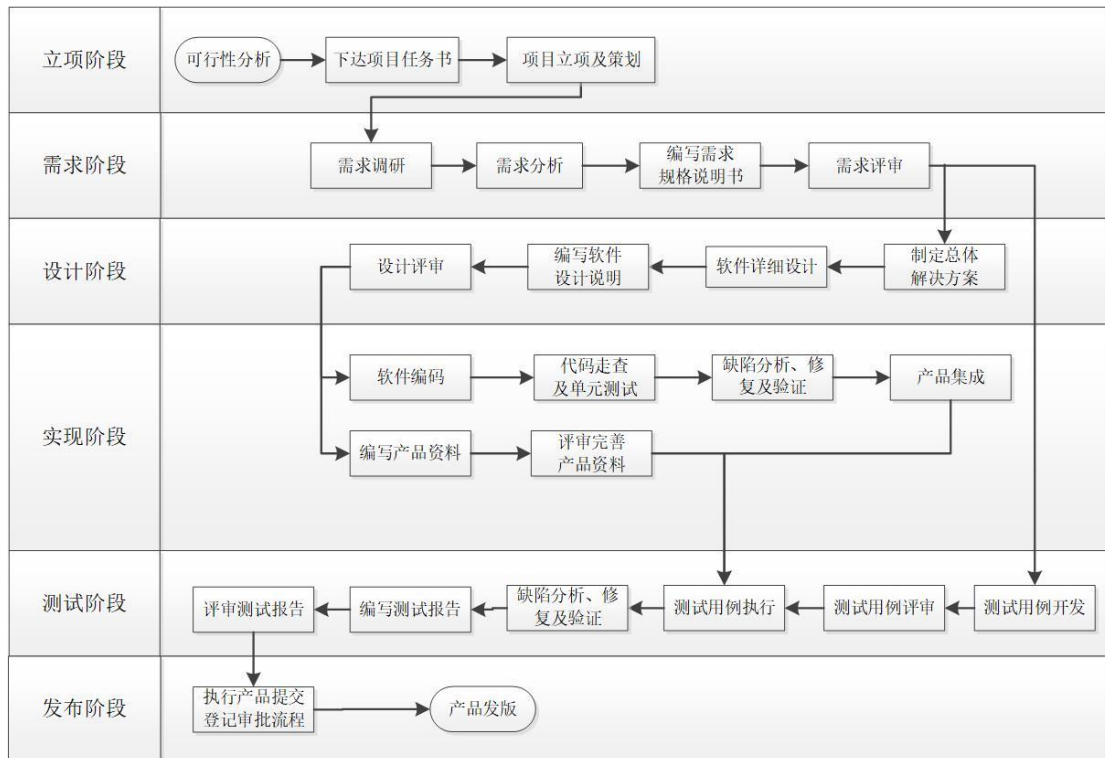 立项阶段
可行性分析
下达项目任务书
项目立项及策划
需求阶段
需求调研
需求分析
编写需求
规格说明书
需求评审
设计阶段
设计评审
编写软件
设计说明
软件详细设计
制定总体
解决方案
实现阶段
软件编码
代码走查
及单元测试
缺陷分析、修
复及验证
产品集成
编写产品资料
评审完善
产品资料
测试阶段
评审测试报告
编写测试报告
缺陷分析、修
复及验证
测试用例执行
测试用例评审
测试用例开发
发布阶段
执行产品提交
登记审批流程
产品发版